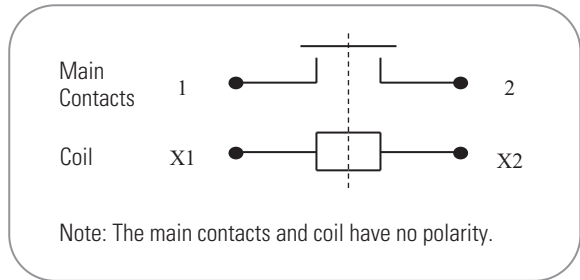 Main
Contacts 1 2
Coil X1 X2
Note: The main contacts and coil have no polarity.